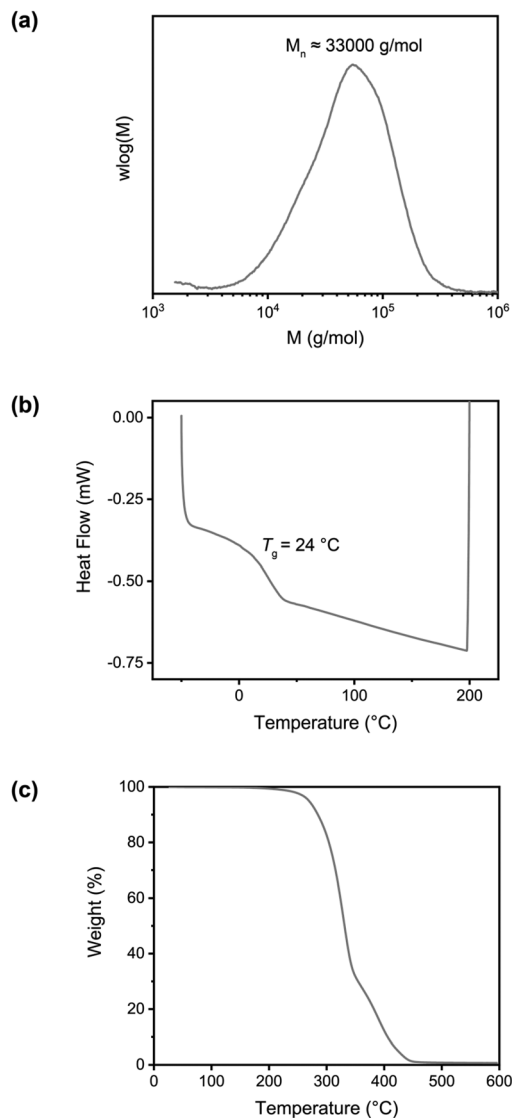 (a)
Mₙ ≈ 33000 g/mol
wlog(M)
10³ 10⁴ 10⁵ 10⁶
M (g/mol)
(b)
0.00
-0.25
-0.50
-0.75
Heat Flow (mW)
T_g = 24 °C
0 100 200
Temperature (°C)
(c)
100
80
60
40
20
0
Weight (%)
0 100 200 300 400 500 600
Temperature (°C)